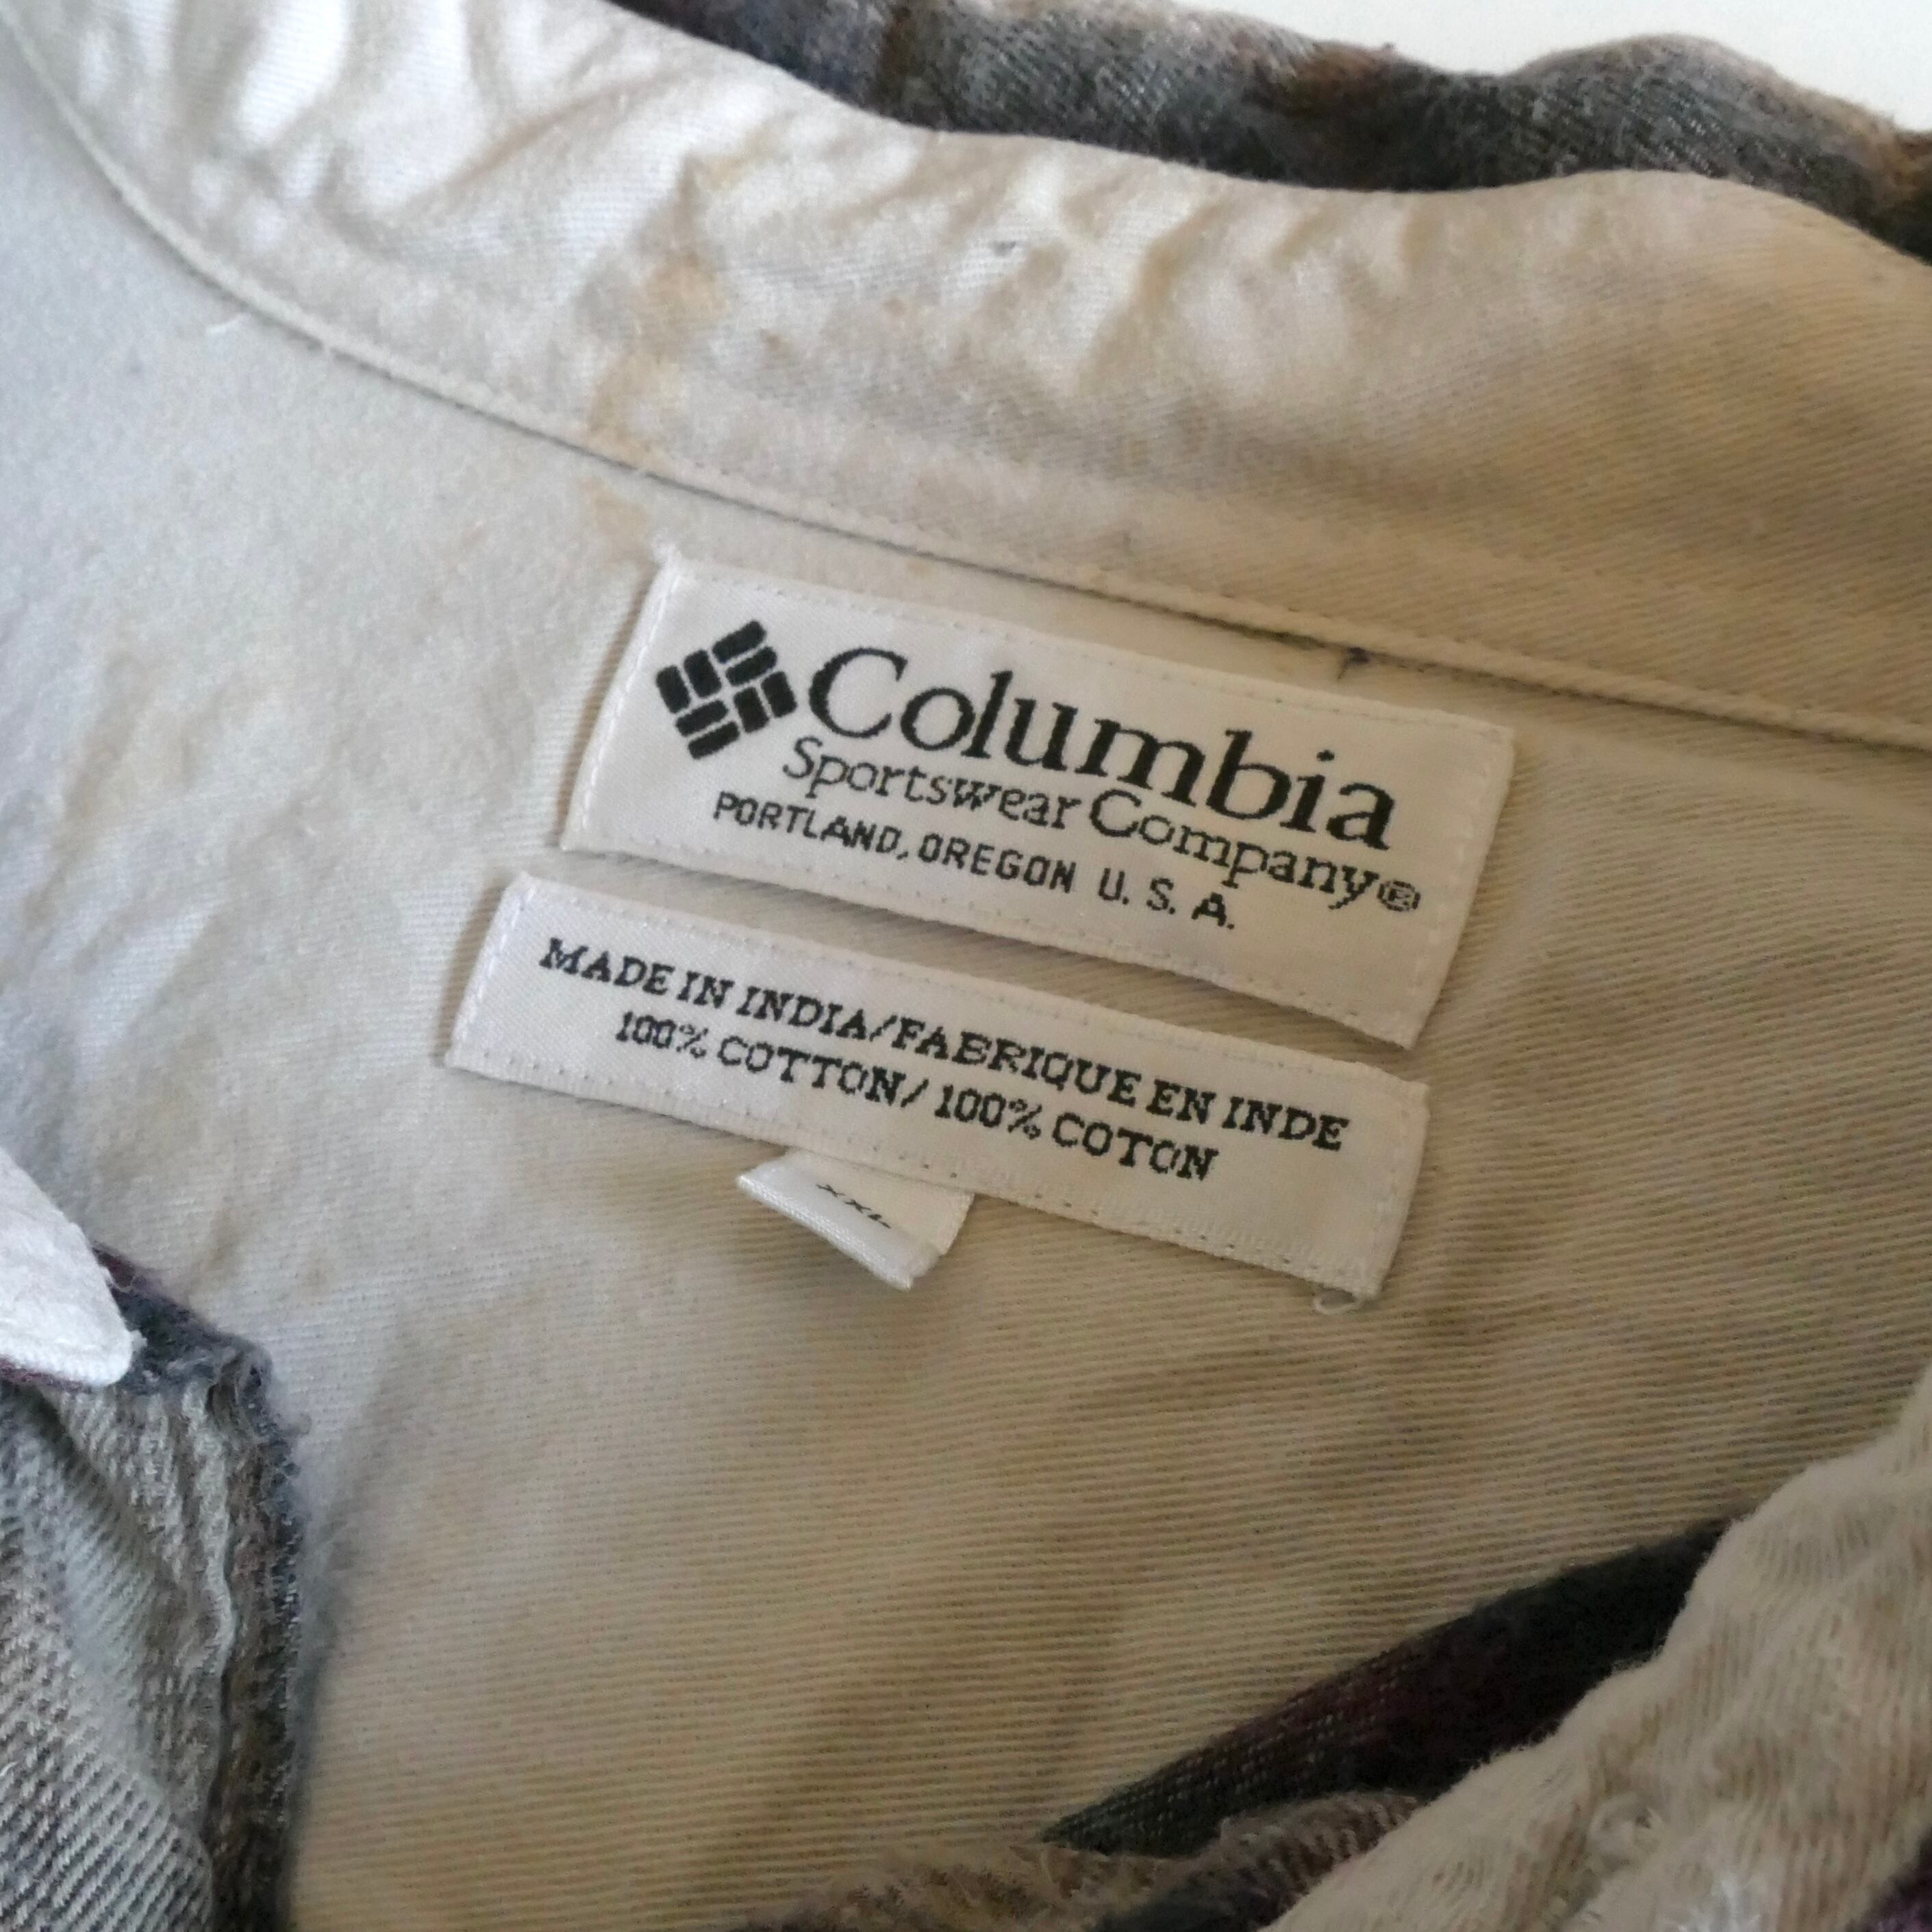 Columbia
Sportswear Company®
PORTLAND, OREGON U.S.A.
MADE IN INDIA/FABRIQUE EN INDE
100% COTTON/100% COTON
XXL